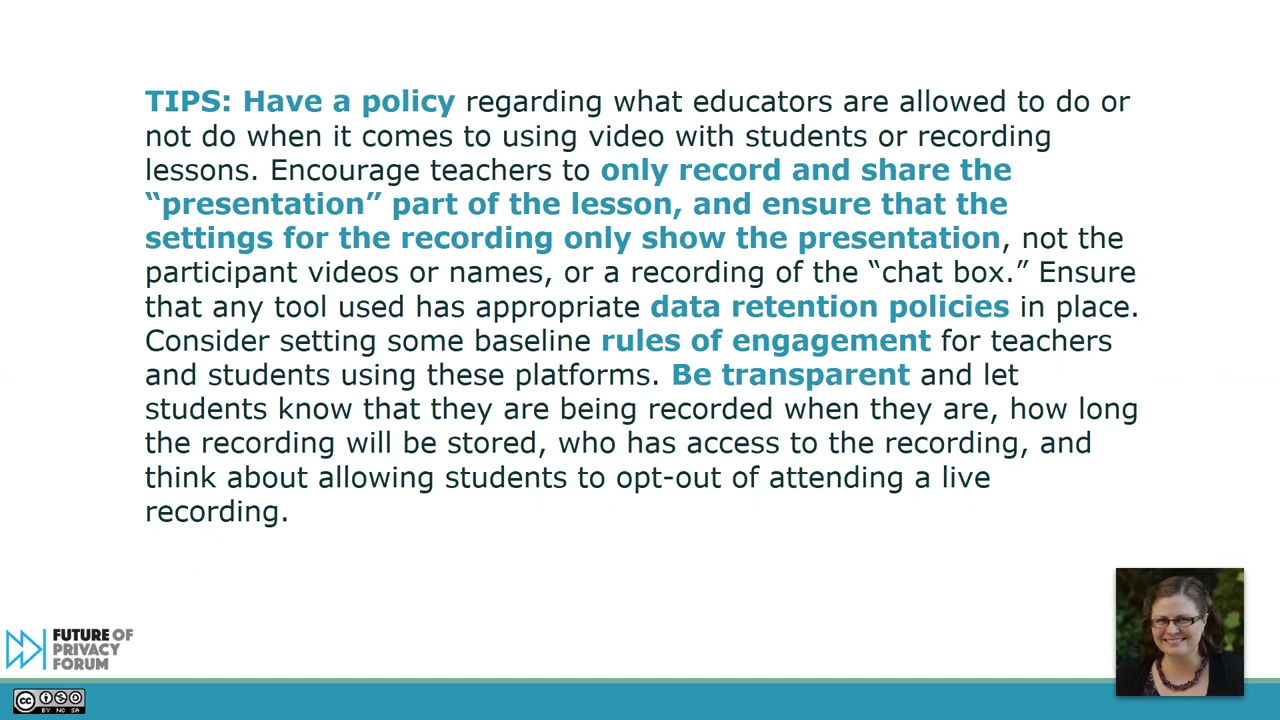 TIPS: Have a policy regarding what educators are allowed to do or
not do when it comes to using video with students or recording
lessons. Encourage teachers to only record and share the
“presentation” part of the lesson, and ensure that the
settings for the recording only show the presentation, not the
participant videos or names, or a recording of the “chat box.” Ensure
that any tool used has appropriate data retention policies in place.
Consider setting some baseline rules of engagement for teachers
and students using these platforms. Be transparent and let
students know that they are being recorded when they are, how long
the recording will be stored, who has access to the recording, and
think about allowing students to opt-out of attending a live
recording.
FUTURE OF
PRIVACY
FORUM
cc
BY NC SA